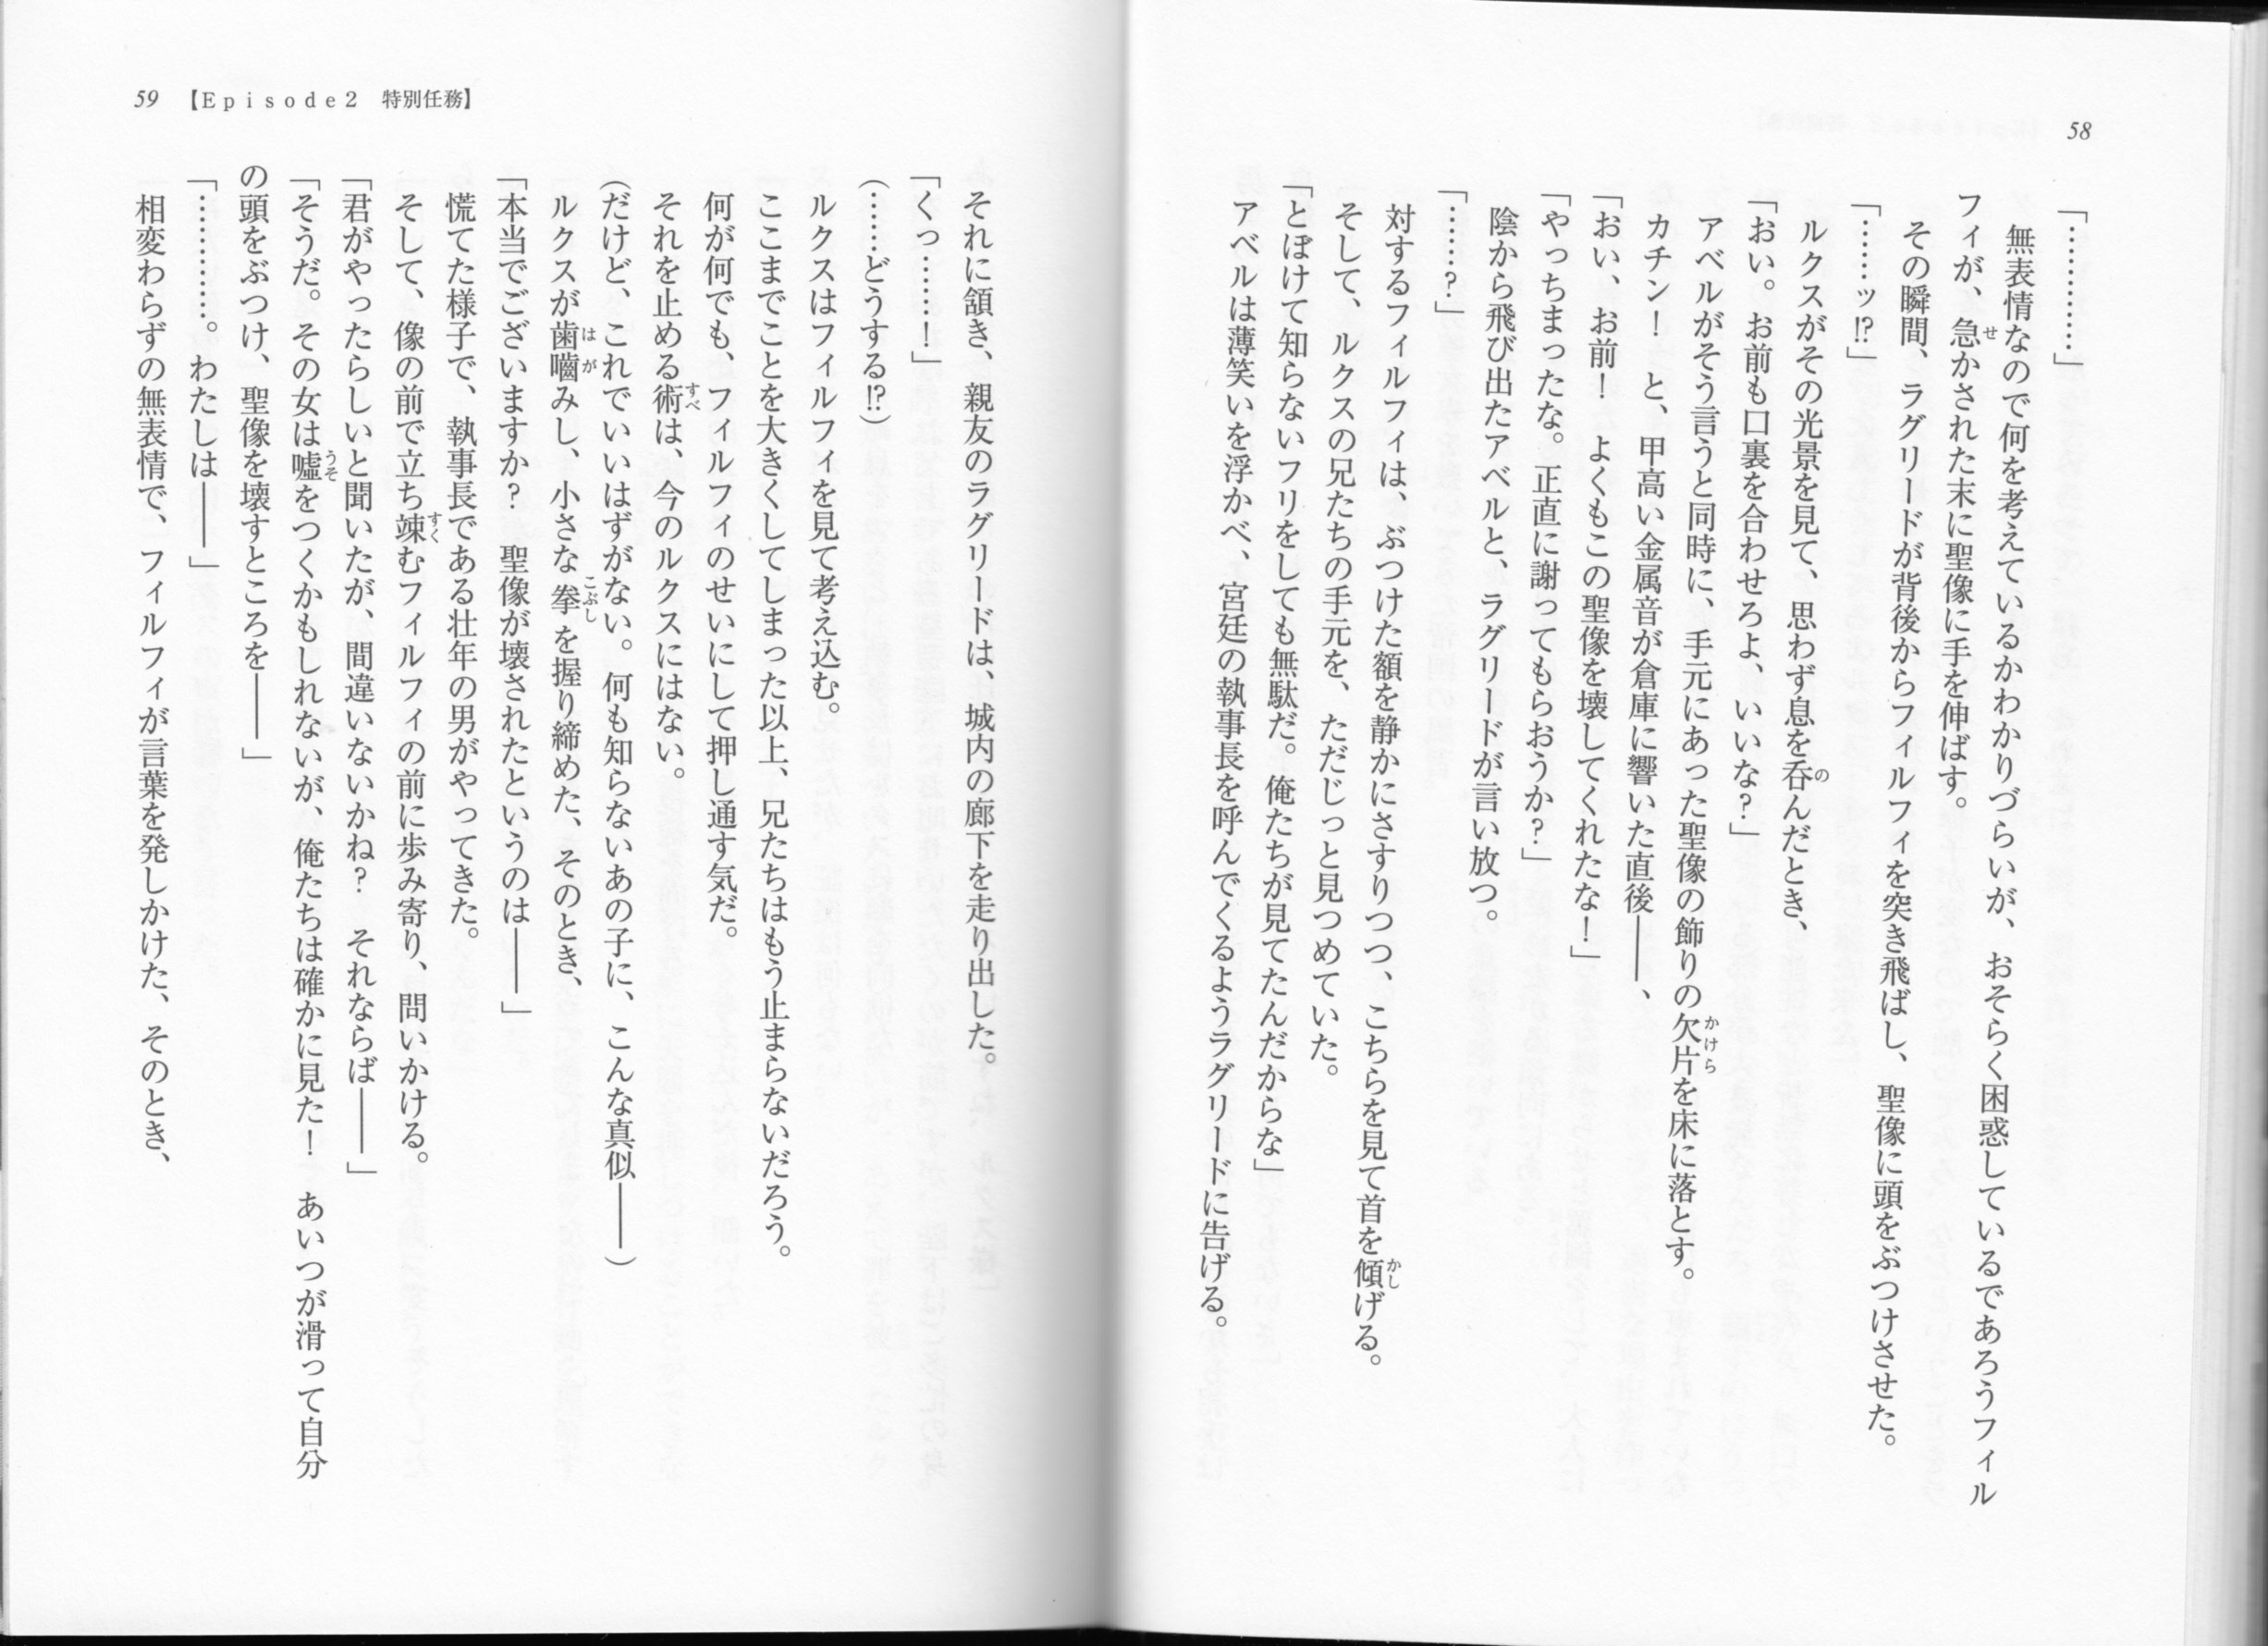 58
「…………」
　無表情なので何を考えているかわかりづらいが、おそらく困惑しているであろうフィル
フィが、急かされた末に聖像に手を伸ばす。
　その瞬間、ラグリードが背後からフィルフィを突き飛ばし、聖像に頭をぶつけさせた。
「……ッ⁉」
　ルクスがその光景を見て、思わず息を呑んだとき、
「おい。お前も口裏を合わせろよ、いいな？」
　アベルがそう言うと同時に、手元にあった聖像の飾りの欠片を床に落とす。
　カチン！　と、甲高い金属音が倉庫に響いた直後――、
「おい、お前！　よくもこの聖像を壊してくれたな！」
「やっちまったな。正直に謝ってもらおうか？」
　陰から飛び出たアベルと、ラグリードが言い放つ。
「……？」
　対するフィルフィは、ぶつけた額を静かにさすりつつ、こちらを見て首を傾げる。
　そして、ルクスの兄たちの手元を、ただじっと見つめていた。
「とぼけて知らないフリをしても無駄だ。俺たちが見てたんだからな」
　アベルは薄笑いを浮かべ、宮廷の執事長を呼んでくるようラグリードに告げる。
59　【Episode2　特別任務】
　それに頷き、親友のラグリードは、城内の廊下を走り出した。
「くっ……！」
（……どうする⁉）
　ルクスはフィルフィを見て考え込む。
　ここまでことを大きくしてしまった以上、兄たちはもう止まらないだろう。
　何が何でも、フィルフィのせいにして押し通す気だ。
　それを止める術は、今のルクスにはない。
（だけど、これでいいはずがない。何も知らないあの子に、こんな真似――）
　ルクスが歯嚙みし、小さな拳を握り締めた、そのとき、
「本当でございますか？　聖像が壊されたというのは――」
　慌てた様子で、執事長である壮年の男がやってきた。
　そして、像の前で立ち竦むフィルフィの前に歩み寄り、問いかける。
「君がやったらしいと聞いたが、間違いないかね？　それならば――」
「そうだ。その女は嘘をつくかもしれないが、俺たちは確かに見た！　あいつが滑って自分
の頭をぶつけ、聖像を壊すところを――」
「…………。わたしは――」
　相変わらずの無表情で、フィルフィが言葉を発しかけた、そのとき、